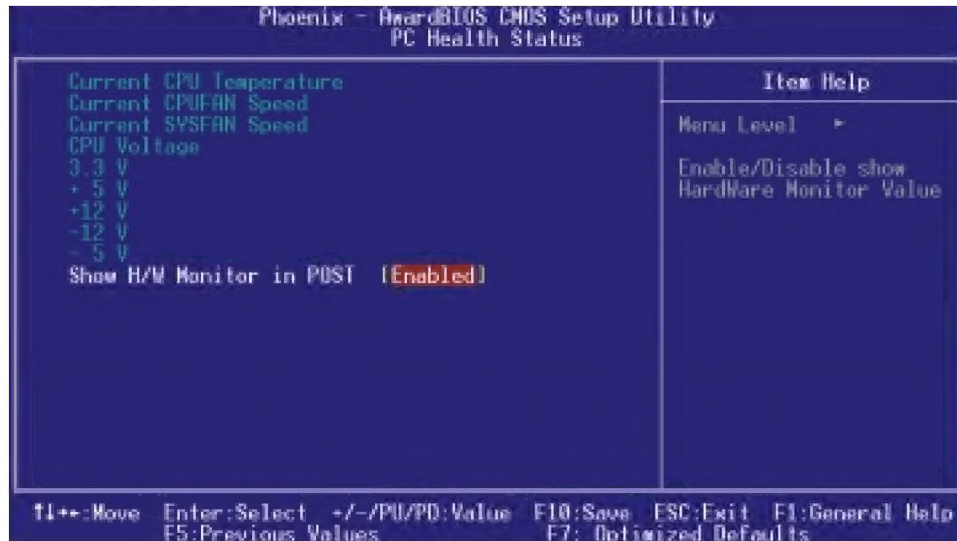 Phoenix - AwardBIOS CMOS Setup Utility
PC Health Status
Current CPU Temperature
Current CPUFAN Speed
Current SYSFAN Speed
CPU Voltage
3.3 V
+ 5 V
+12 V
-12 V
- 5 V
Show H/W Monitor in POST [Enabled]
Item Help
Menu Level ►
Enable/Disable show
HardWare Monitor Value
↑↓←→:Move Enter:Select +/-/PU/PD:Value F10:Save ESC:Exit F1:General Help
F5:Previous Values F7: Optimized Defaults